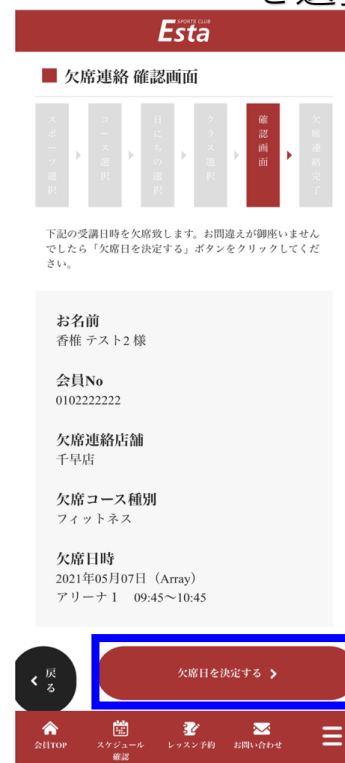 SPORTS CLUB
Esta
欠席連絡 確認画面
スポーツ選択
コース選択
日にちの選択
クラス選択
確認画面
欠席連絡完了
下記の受講日時を欠席致します。お間違えが御座いません
でしたら「欠席日を決定する」ボタンをクリックしてくだ
さい。
お名前
香椎 テスト2 様
会員No
0102222222
欠席連絡店舗
千早店
欠席コース種別
フィットネス
欠席日時
2021年05月07日（Array）
アリーナ１ 09:45〜10:45
戻る
欠席日を決定する
会員TOP
スケジュール
確認
レッスン予約
お問い合わせ